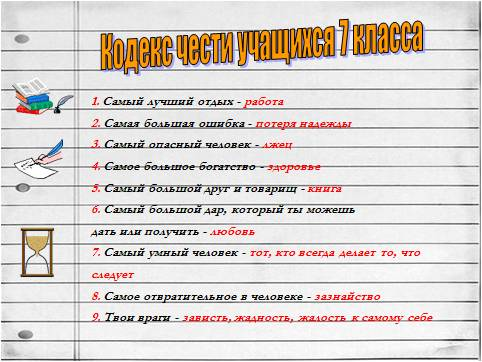 Кодекс чести учащихся 7 класса
1. Самый лучший отдых - работа
2. Самая большая ошибка - потеря надежды
3. Самый опасный человек - лжец
4. Самое большое богатство - здоровье
5. Самый большой друг и товарищ - книга
6. Самый большой дар, который ты можешь
дать или получить - любовь
7. Самый умный человек - тот, кто всегда делает то, что
следует
8. Самое отвратительное в человеке - зазнайство
9. Твои враги - зависть, жадность, жалость к самому себе